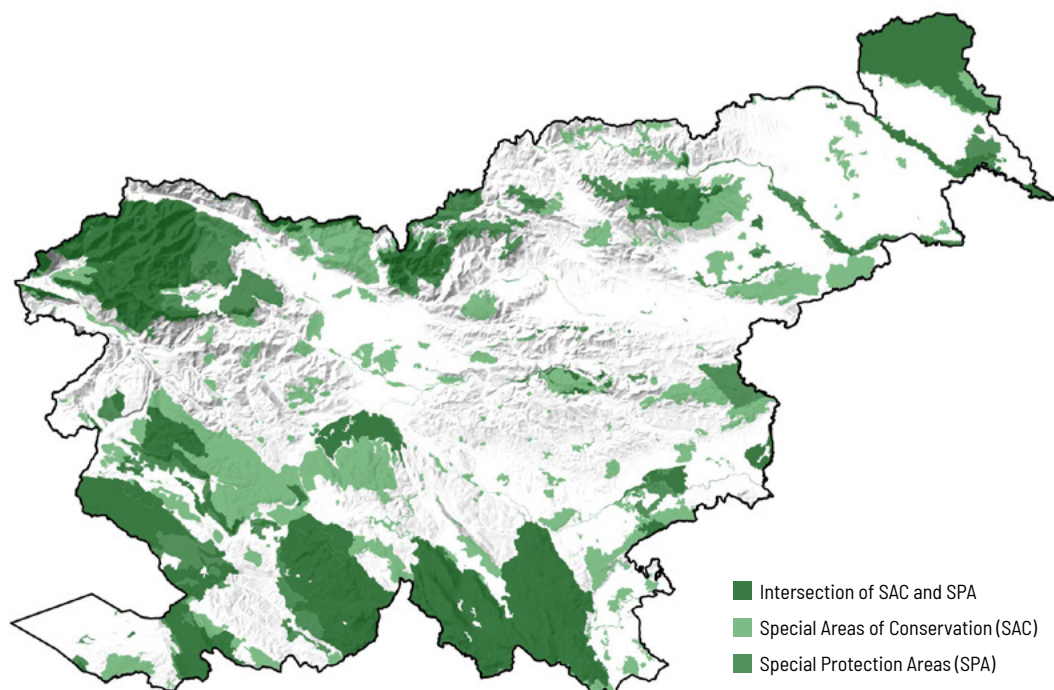 Intersection of SAC and SPA
Special Areas of Conservation (SAC)
Special Protection Areas (SPA)